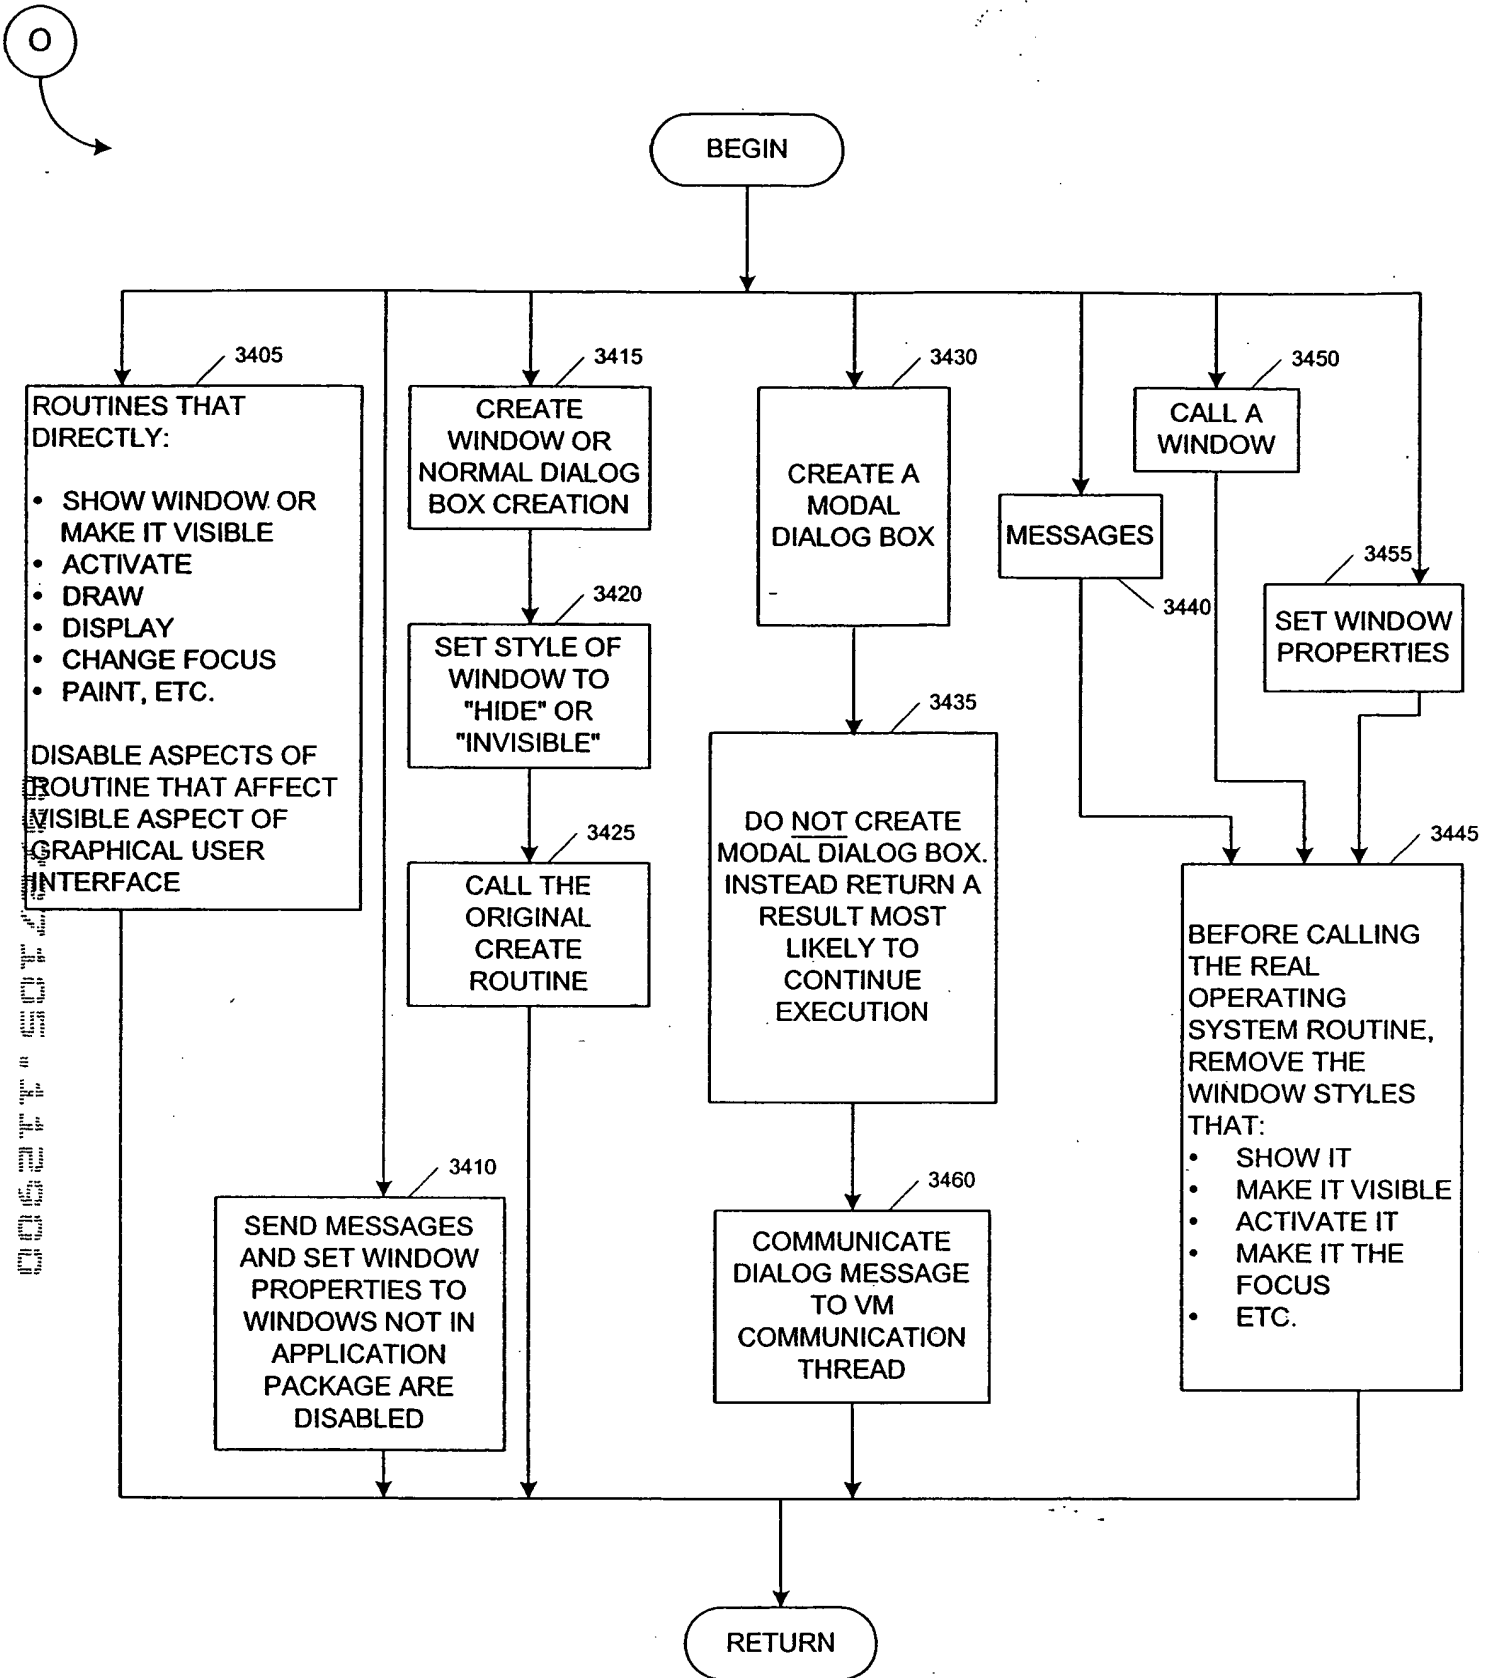 O
BEGIN
3405
ROUTINES THAT
DIRECTLY:
• SHOW WINDOW OR
MAKE IT VISIBLE
• ACTIVATE
• DRAW
• DISPLAY
• CHANGE FOCUS
• PAINT, ETC.
DISABLE ASPECTS OF
ROUTINE THAT AFFECT
VISIBLE ASPECT OF
GRAPHICAL USER
INTERFACE
3410
SEND MESSAGES
AND SET WINDOW
PROPERTIES TO
WINDOWS NOT IN
APPLICATION
PACKAGE ARE
DISABLED
3415
CREATE
WINDOW OR
NORMAL DIALOG
BOX CREATION
3420
SET STYLE OF
WINDOW TO
"HIDE" OR
"INVISIBLE"
3425
CALL THE
ORIGINAL
CREATE
ROUTINE
3430
CREATE A
MODAL
DIALOG BOX
3435
DO NOT CREATE
MODAL DIALOG BOX.
INSTEAD RETURN A
RESULT MOST
LIKELY TO
CONTINUE
EXECUTION
3460
COMMUNICATE
DIALOG MESSAGE
TO VM
COMMUNICATION
THREAD
MESSAGES
3440
3450
CALL A
WINDOW
3455
SET WINDOW
PROPERTIES
3445
BEFORE CALLING
THE REAL
OPERATING
SYSTEM ROUTINE,
REMOVE THE
WINDOW STYLES
THAT:
• SHOW IT
• MAKE IT VISIBLE
• ACTIVATE IT
• MAKE IT THE
FOCUS
• ETC.
RETURN